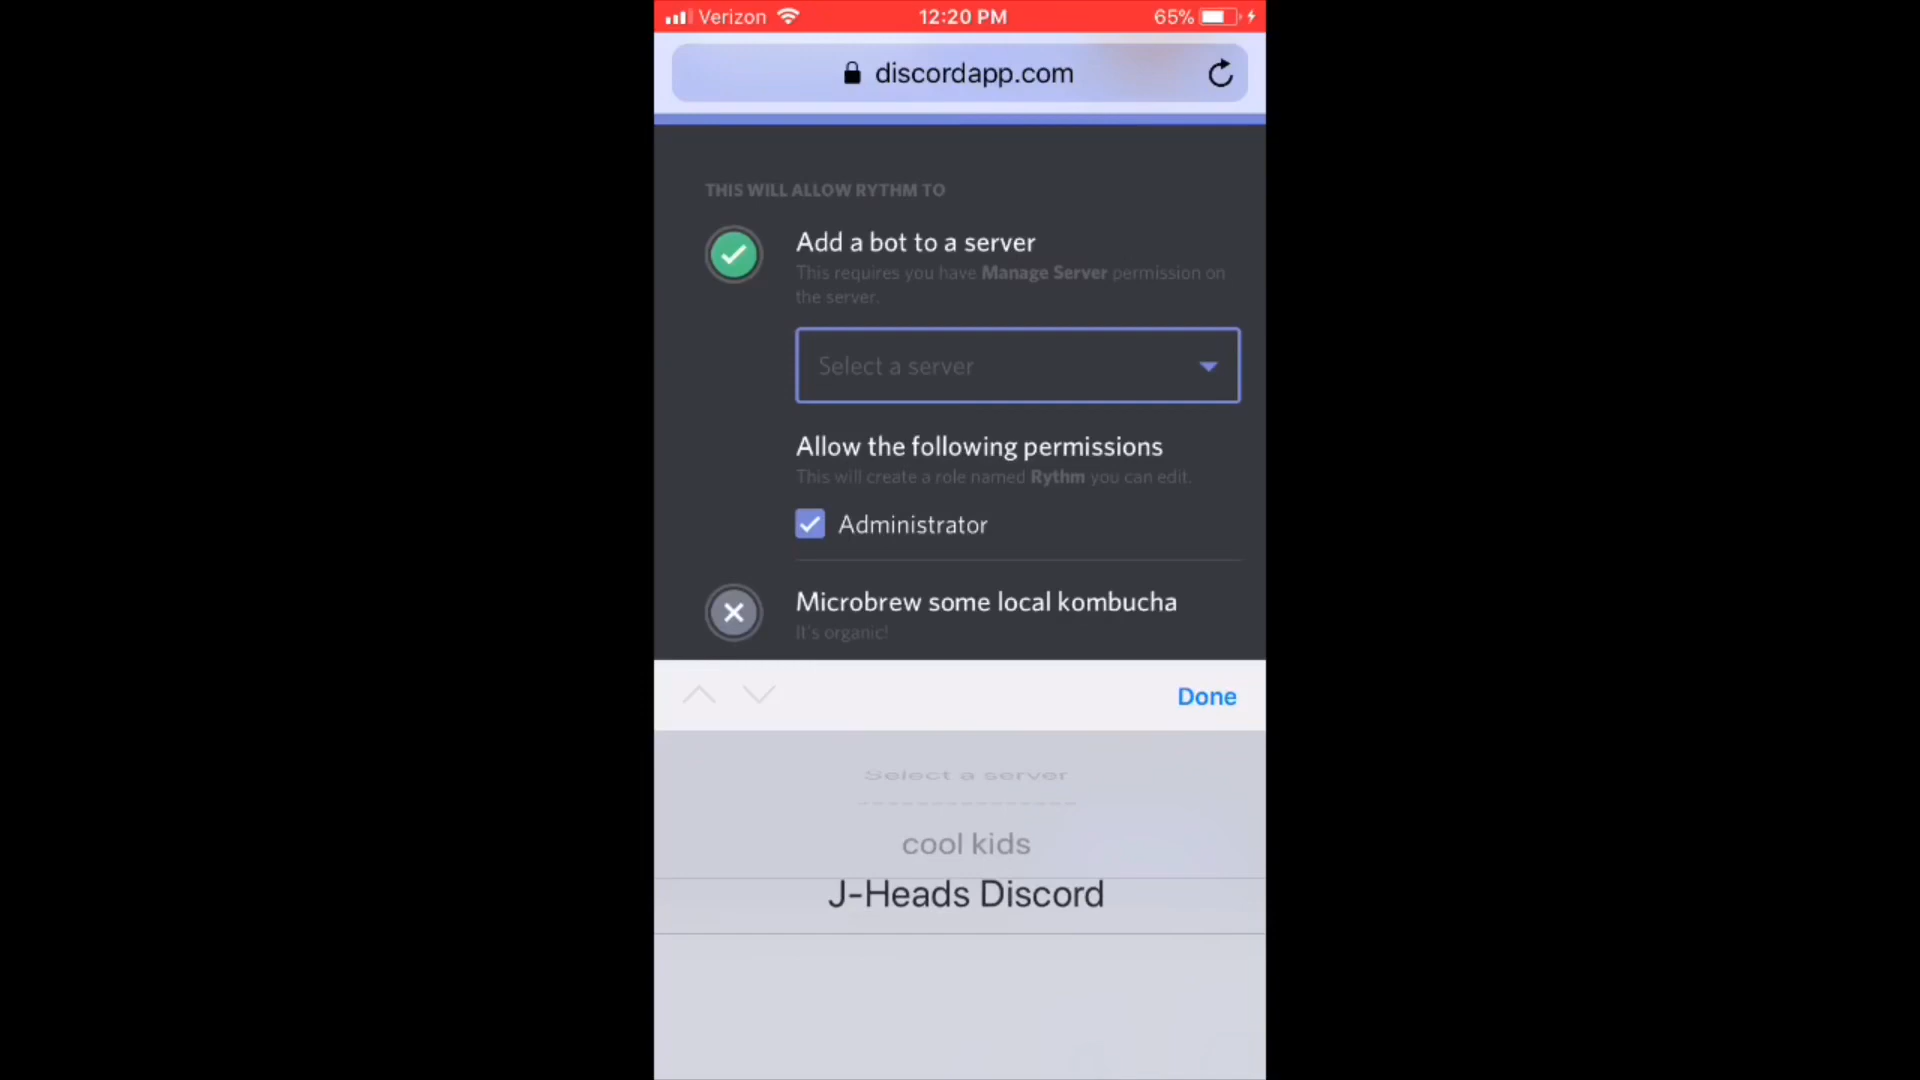 Verizon 12:20 PM 65%
discordapp.com
THIS WILL ALLOW RYTHM TO
Add a bot to a server
This requires you have Manage Server permission on
the server.
Select a server
Allow the following permissions
This will create a role named Rythm you can edit.
Administrator
Microbrew some local kombucha
It's organic!
Done
Select a server
cool kids
J-Heads Discord